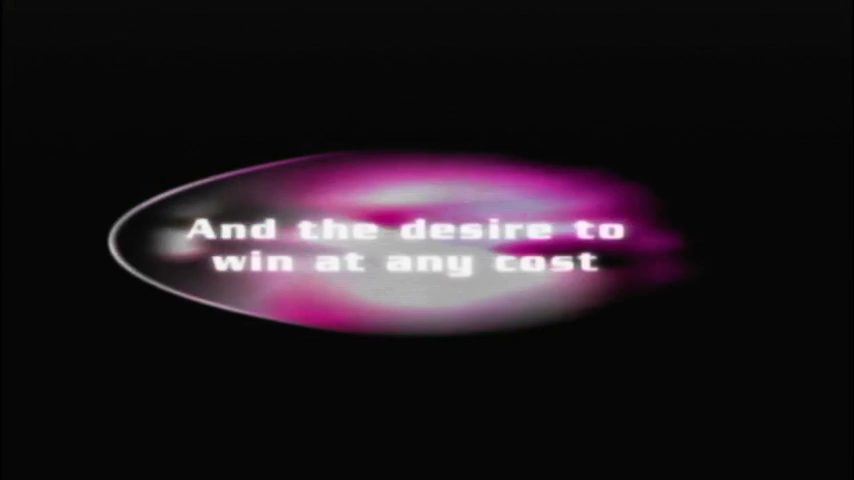 And the desire to
win at any cost